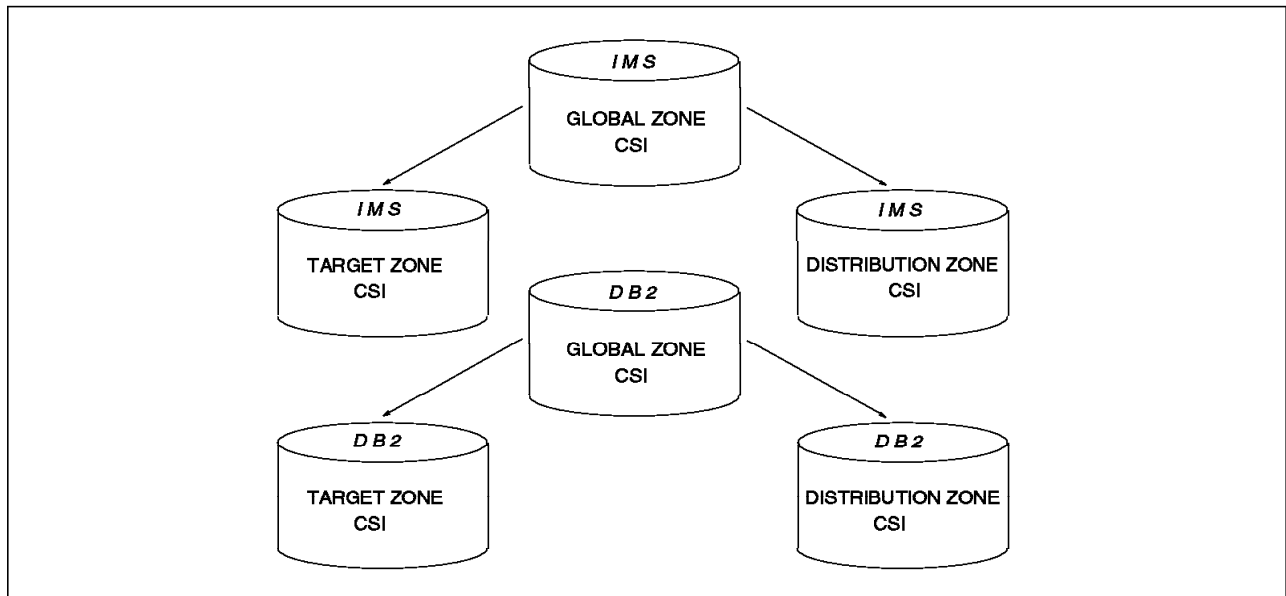 IMS
GLOBAL ZONE
CSI
IMS
TARGET ZONE
CSI
IMS
DISTRIBUTION ZONE
CSI
DB2
GLOBAL ZONE
CSI
DB2
TARGET ZONE
CSI
DB2
DISTRIBUTION ZONE
CSI